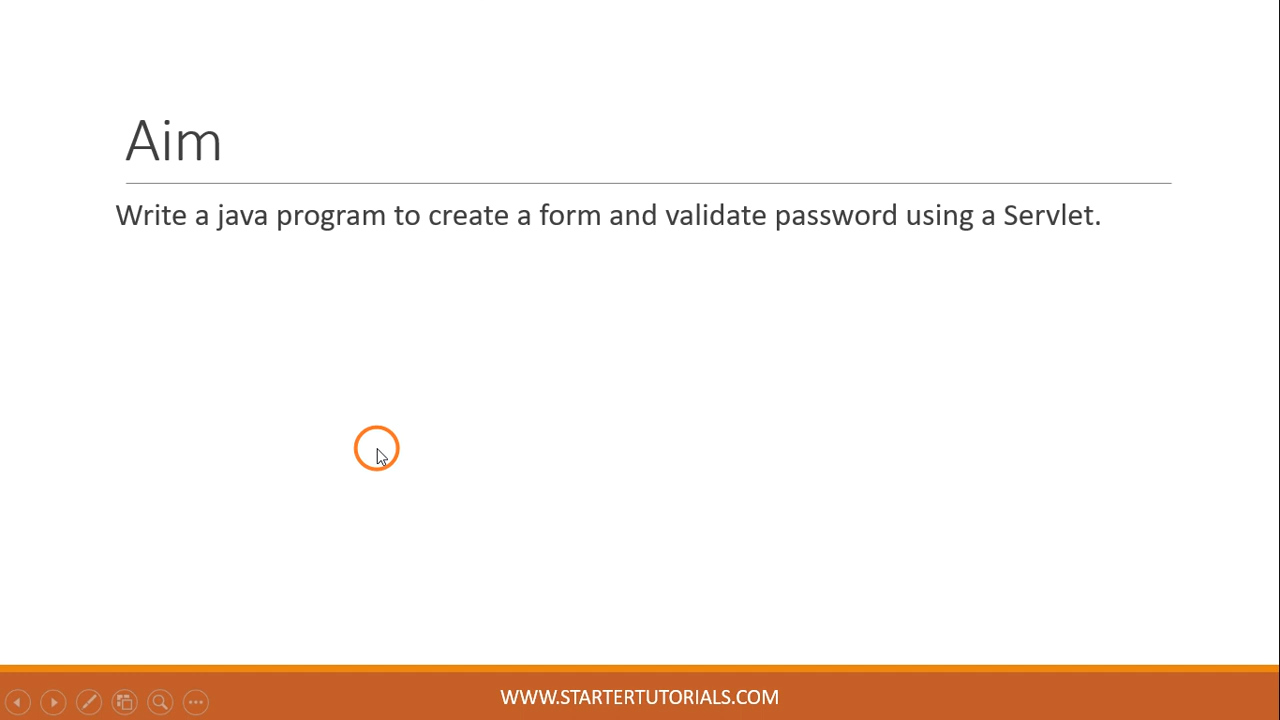 Aim
Write a java program to create a form and validate password using a Servlet.
WWW.STARTERTUTORIALS.COM